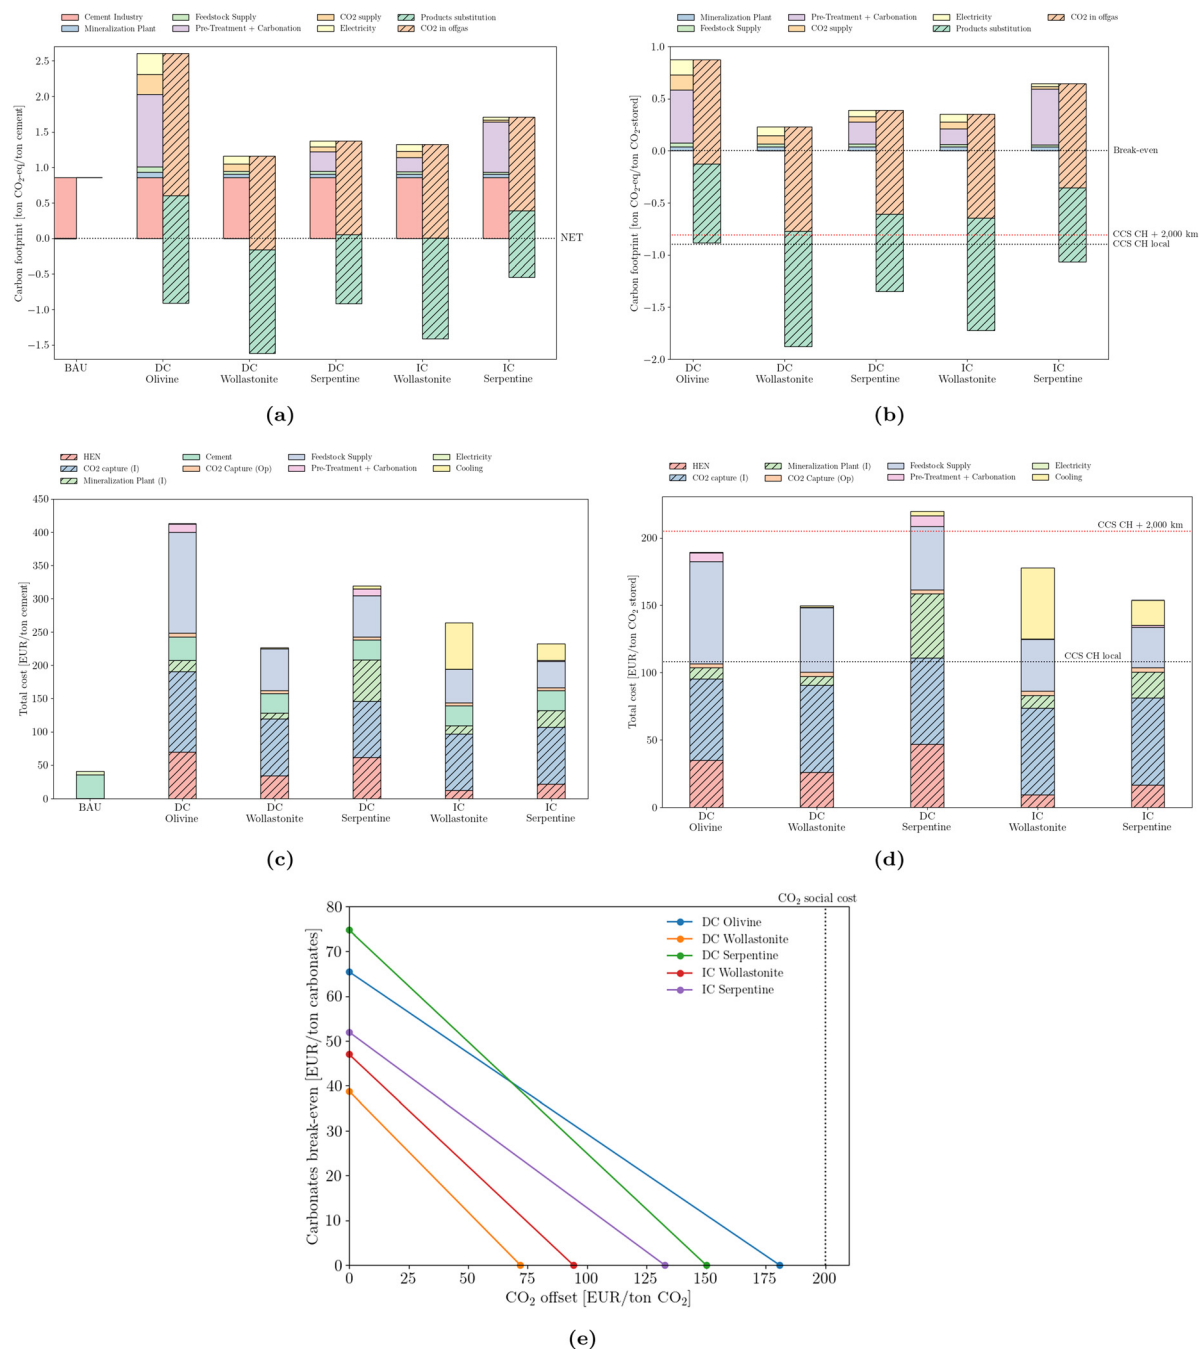 Cement Industry
Mineralization Plant
Feedstock Supply
Pre-Treatment + Carbonation
CO2 supply
Electricity
Products substitution
CO2 in offgas
Carbon footprint [ton CO2-eq/ton cement]
2.5
2.0
1.5
1.0
0.5
0.0
−0.5
−1.0
−1.5
NET
BAU
DC
Olivine
DC
Wollastonite
DC
Serpentine
IC
Wollastonite
IC
Serpentine
(a)
Mineralization Plant
Feedstock Supply
Pre-Treatment + Carbonation
CO2 supply
Electricity
Products substitution
CO2 in offgas
Carbon footprint [ton CO2-eq/ton CO2-stored]
1.0
0.5
0.0
−0.5
−1.0
−1.5
−2.0
Break-even
CCS CH + 2,000 km
CCS CH local
DC
Olivine
DC
Wollastonite
DC
Serpentine
IC
Wollastonite
IC
Serpentine
(b)
HEN
CO2 capture (I)
Mineralization Plant (I)
Cement
CO2 Capture (Op)
Feedstock Supply
Pre-Treatment + Carbonation
Electricity
Cooling
Total cost [EUR/ton cement]
450
400
350
300
250
200
150
100
50
0
BAU
DC
Olivine
DC
Wollastonite
DC
Serpentine
IC
Wollastonite
IC
Serpentine
(c)
HEN
CO2 capture (I)
Mineralization Plant (I)
CO2 Capture (Op)
Feedstock Supply
Pre-Treatment + Carbonation
Electricity
Cooling
Total cost [EUR/ton CO2 stored]
200
150
100
50
0
CCS CH + 2,000 km
CCS CH local
DC
Olivine
DC
Wollastonite
DC
Serpentine
IC
Wollastonite
IC
Serpentine
(d)
CO2 social cost
DC Olivine
DC Wollastonite
DC Serpentine
IC Wollastonite
IC Serpentine
Carbonates break-even [EUR/ton carbonates]
80
70
60
50
40
30
20
10
0
0
25
50
75
100
125
150
175
200
CO2 offset [EUR/ton CO2]
(e)